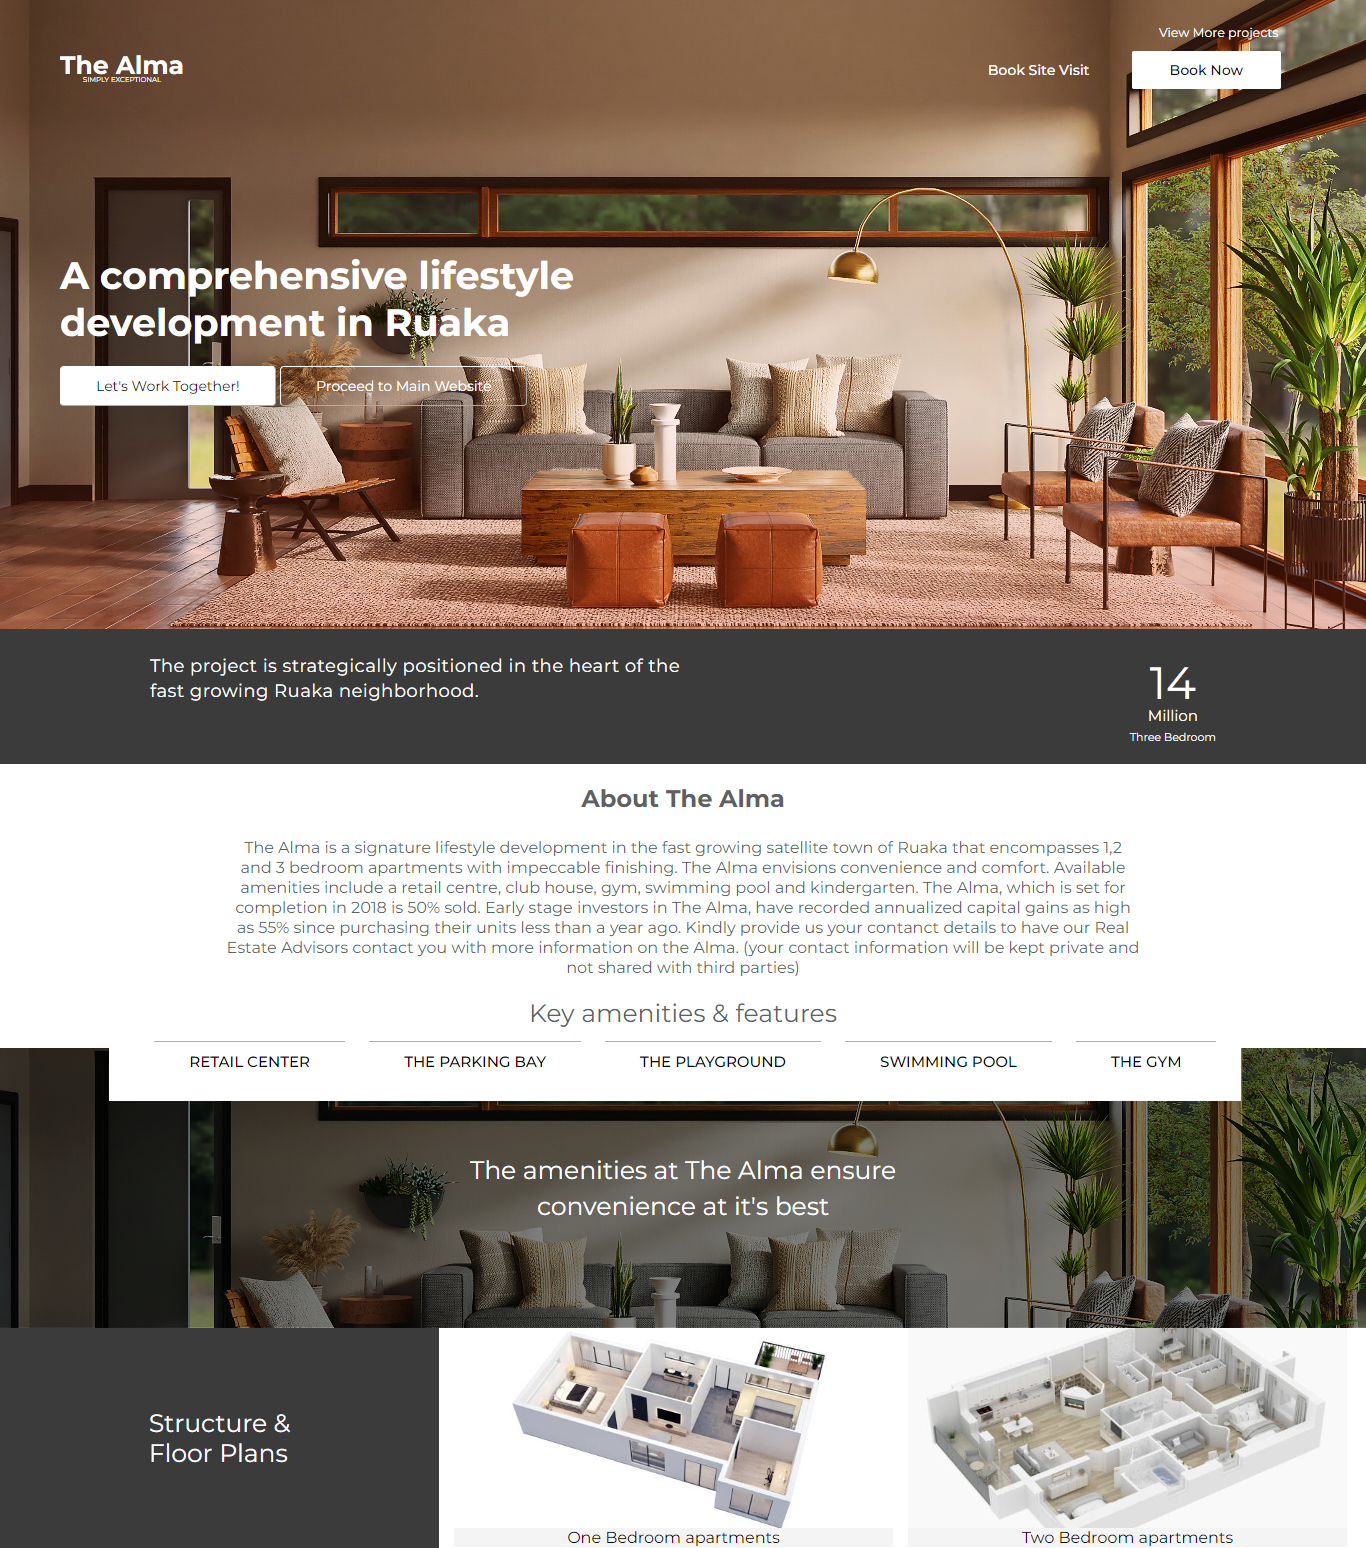 View More projects
The Alma
SIMPLY EXCEPTIONAL
Book Site Visit
Book Now
A comprehensive lifestyle
development in Ruaka
Let's Work Together!
Proceed to Main Website
The project is strategically positioned in the heart of the
fast growing Ruaka neighborhood.
14
Million
Three Bedroom
About The Alma
The Alma is a signature lifestyle development in the fast growing satellite town of Ruaka that encompasses 1,2
and 3 bedroom apartments with impeccable finishing. The Alma envisions convenience and comfort. Available
amenities include a retail centre, club house, gym, swimming pool and kindergarten. The Alma, which is set for
completion in 2018 is 50% sold. Early stage investors in The Alma, have recorded annualized capital gains as high
as 55% since purchasing their units less than a year ago. Kindly provide us your contanct details to have our Real
Estate Advisors contact you with more information on the Alma. (your contact information will be kept private and
not shared with third parties)
Key amenities & features
RETAIL CENTER
THE PARKING BAY
THE PLAYGROUND
SWIMMING POOL
THE GYM
The amenities at The Alma ensure
convenience at it's best
Structure &
Floor Plans
One Bedroom apartments
Two Bedroom apartments